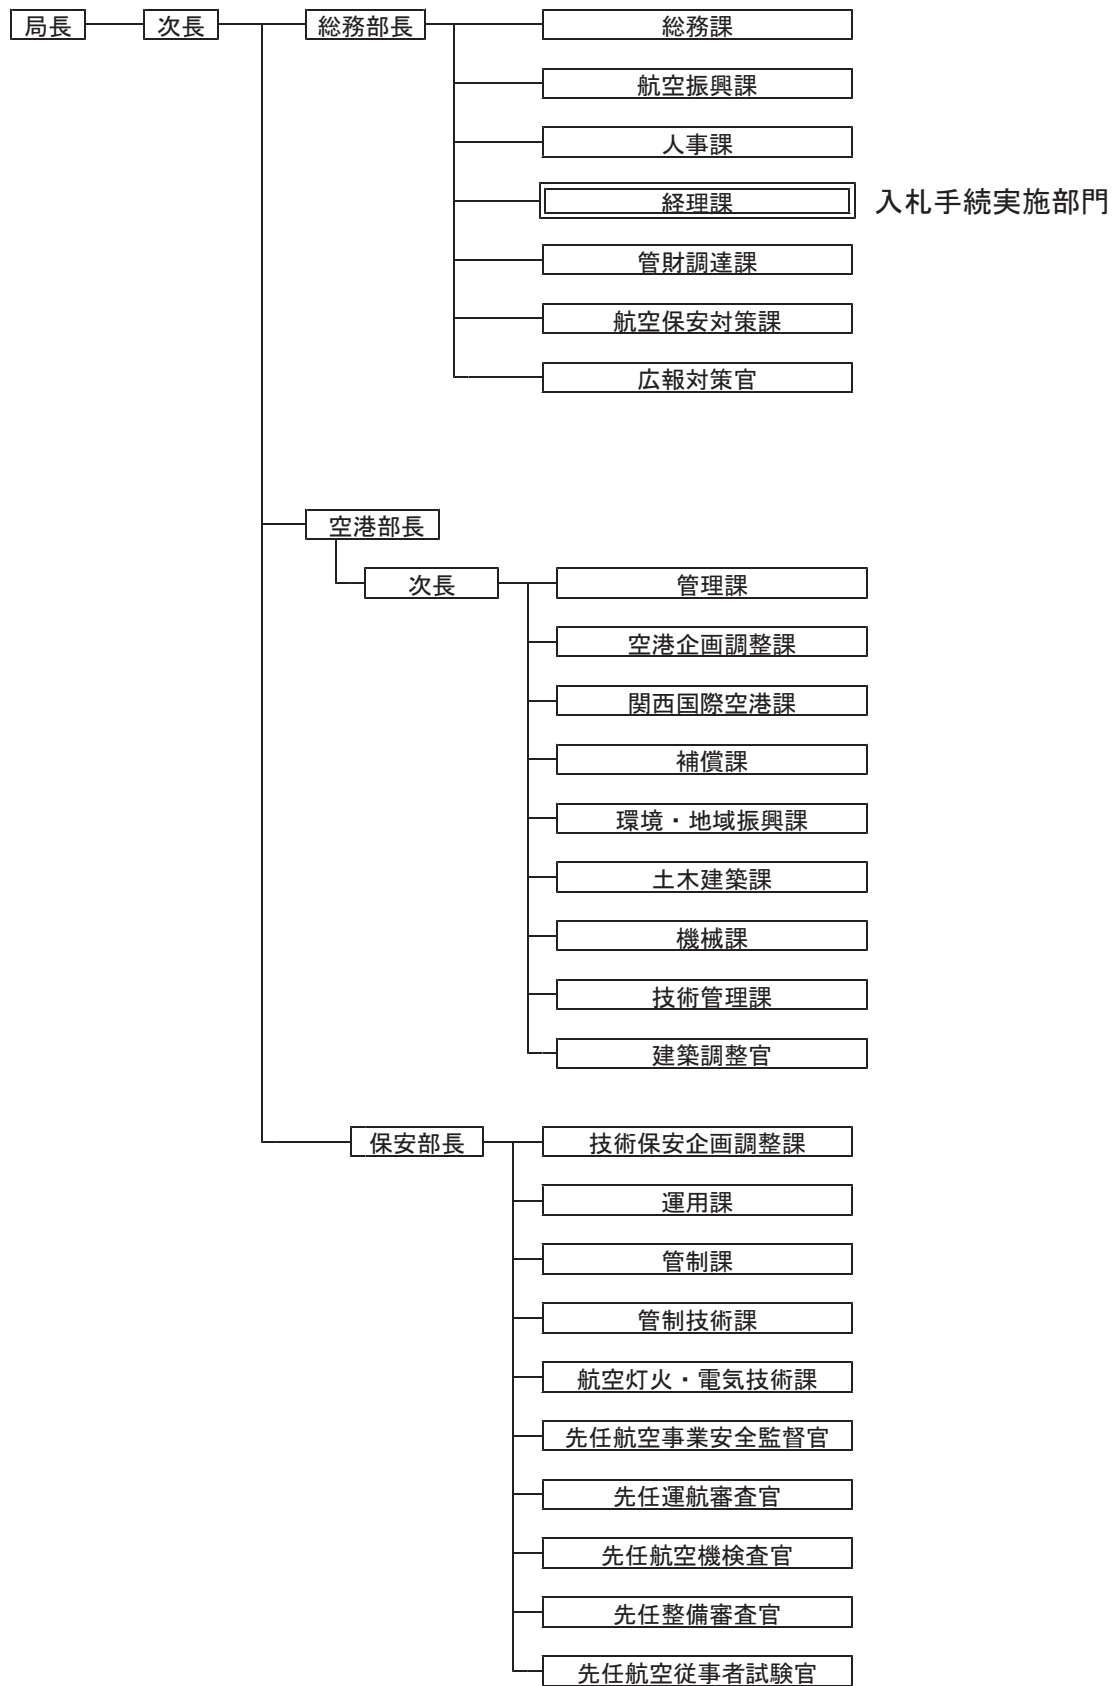 局長 次長 総務部長 総務課
航空振興課
人事課
経理課 入札手続実施部門
管財調達課
航空保安対策課
広報対策官
空港部長
次長 管理課
空港企画調整課
関西国際空港課
補償課
環境・地域振興課
土木建築課
機械課
技術管理課
建築調整官
保安部長 技術保安企画調整課
運用課
管制課
管制技術課
航空灯火・電気技術課
先任航空事業安全監督官
先任運航審査官
先任航空機検査官
先任整備審査官
先任航空従事者試験官